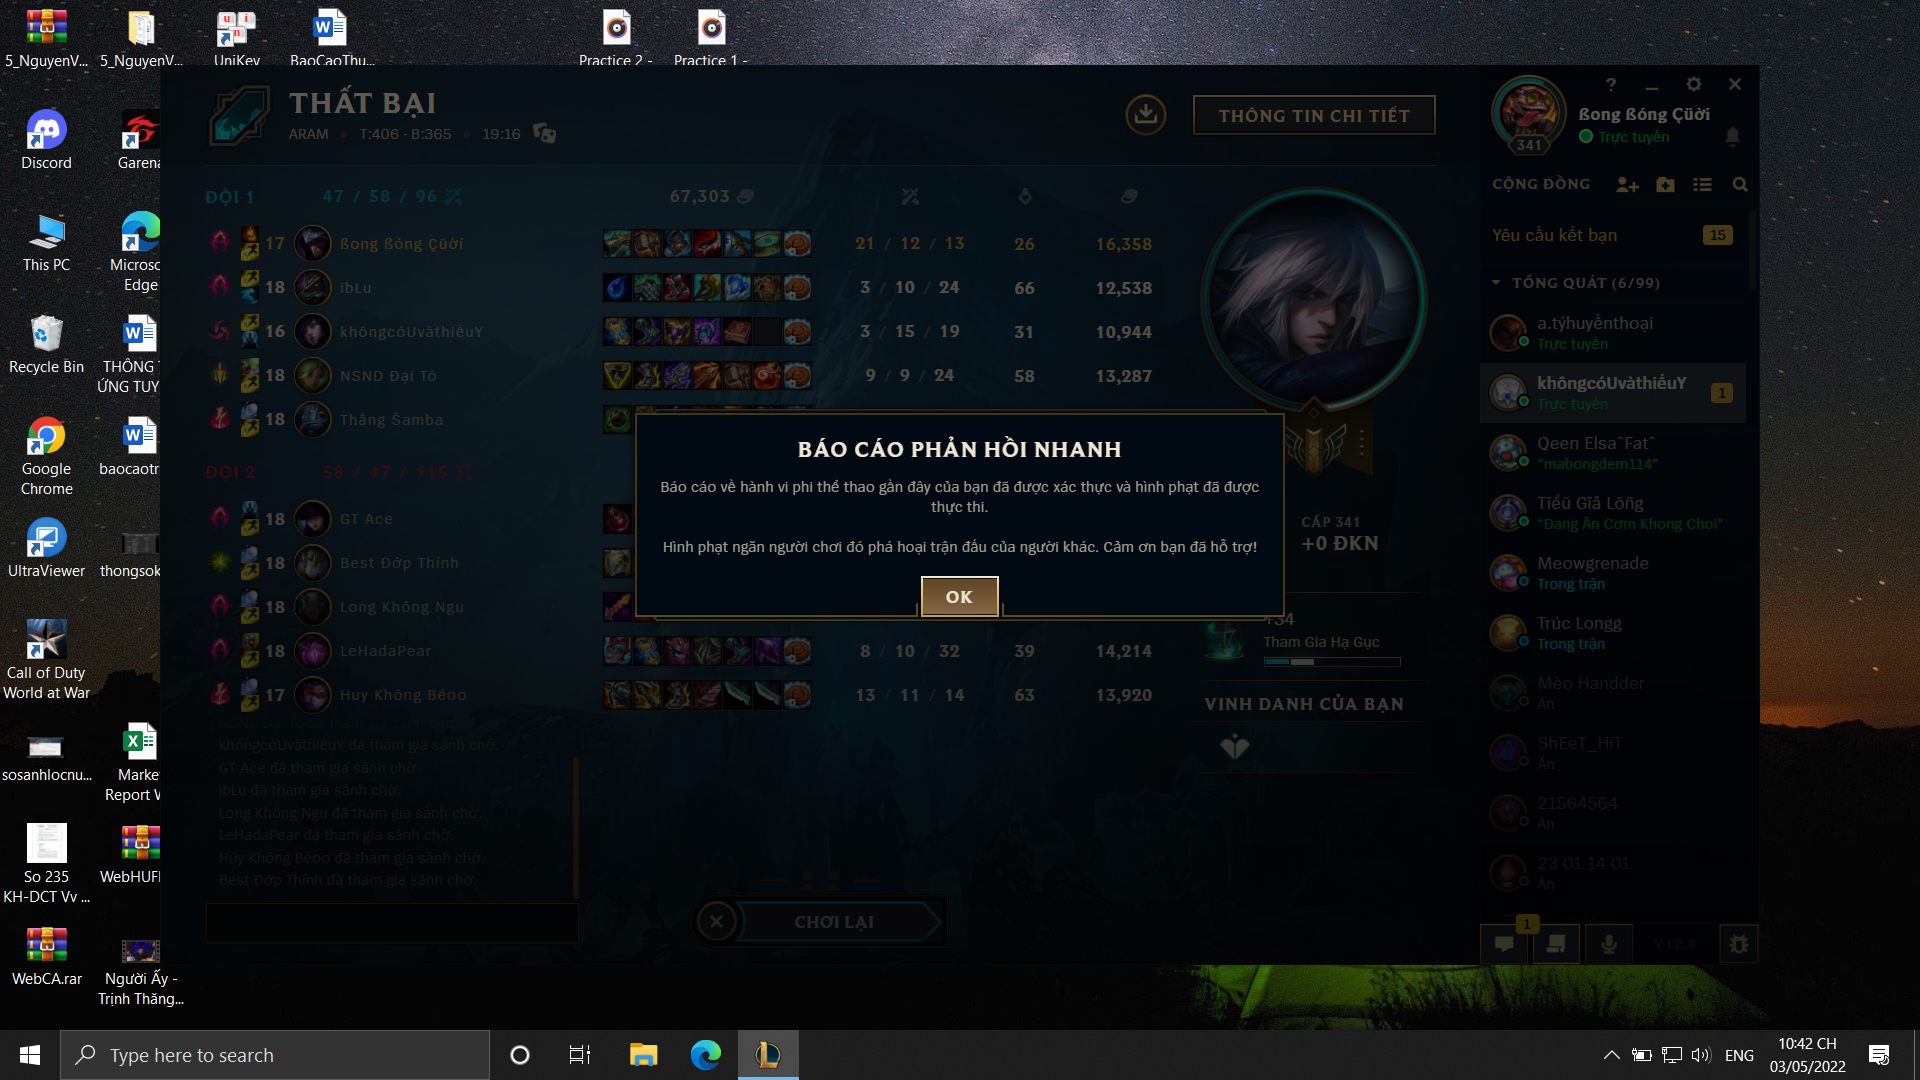 5_NguyenV...
5_NguyenV...
UniKey
BaoCaoThu...
Practice 2 -
Practice 1 -
Discord
Garena
This PC
Microso
Edge
Recycle Bin
THÔNG T
ỨNG TUY
Google
Chrome
baocaotr
UltraViewer
thongsok
Call of Duty
World at War
sosanhlocnu...
Market
Report W
So 235
KH-DCT Vv ...
WebHUFI
WebCA.rar
Người Ấy -
Trịnh Thăng...
THẤT BẠI
ARAM • T:406 - B:365 • 19:16
THÔNG TIN CHI TIẾT
ĐỘI 1 47 / 58 / 96 67,303
17 ßong ßóng Çüờí 21 / 12 / 13 26 16,358
18 ibLu 3 / 10 / 24 66 12,538
16 khôngcóUvàthiếuY 3 / 15 / 19 31 10,944
18 NSND Đại Tô 9 / 9 / 24 58 13,287
18 Thắng Šamba
ĐỘI 2 58 / 47 / 115
18 GT Ace
18 Best Đớp Thính
18 Long Không Ngu
18 LeHadaPear 8 / 10 / 32 39 14,214
17 Huy Không Béoo 13 / 11 / 14 63 13,920
BÁO CÁO PHẢN HỒI NHANH
Báo cáo về hành vi phi thể thao gần đây của bạn đã được xác thực và hình phạt đã được
thực thi.
Hình phạt ngăn người chơi đó phá hoại trận đấu của người khác. Cảm ơn bạn đã hỗ trợ!
OK
CẤP 341
+0 ĐKN
+34
Tham Gia Hạ Gục
VINH DANH CỦA BẠN
khôngcóUvàthiếuY đã tham gia sảnh chờ.
GT Ace đã tham gia sảnh chờ.
ibLu đã tham gia sảnh chờ.
Long Không Ngu đã tham gia sảnh chờ.
LeHadaPear đã tham gia sảnh chờ.
Huy Không Béoo đã tham gia sảnh chờ.
Best Đớp Thính đã tham gia sảnh chờ.
CHƠI LẠI
?
ßong ßóng Çüờí
Trực tuyến
341
CỘNG ĐỒNG
Yêu cầu kết bạn 15
TỔNG QUÁT (6/99)
a.týhuyềnthoại
Trực tuyến
khôngcóUvàthiếuY
Trực tuyến
1
Qeen Elsa^Fat^
"mabongdem114"
Tiểũ Gĩả Lõñg
"Đang Ăn Cơm Khong Choi"
Meowgrenade
Trong trận
Trúc Longg
Trong trận
Mèo Handder
Ẩn
ShEeT_HiT
Ẩn
21564564
Ẩn
23 01 14 01
Ẩn
1
V12.8
Type here to search
ENG
10:42 CH
03/05/2022